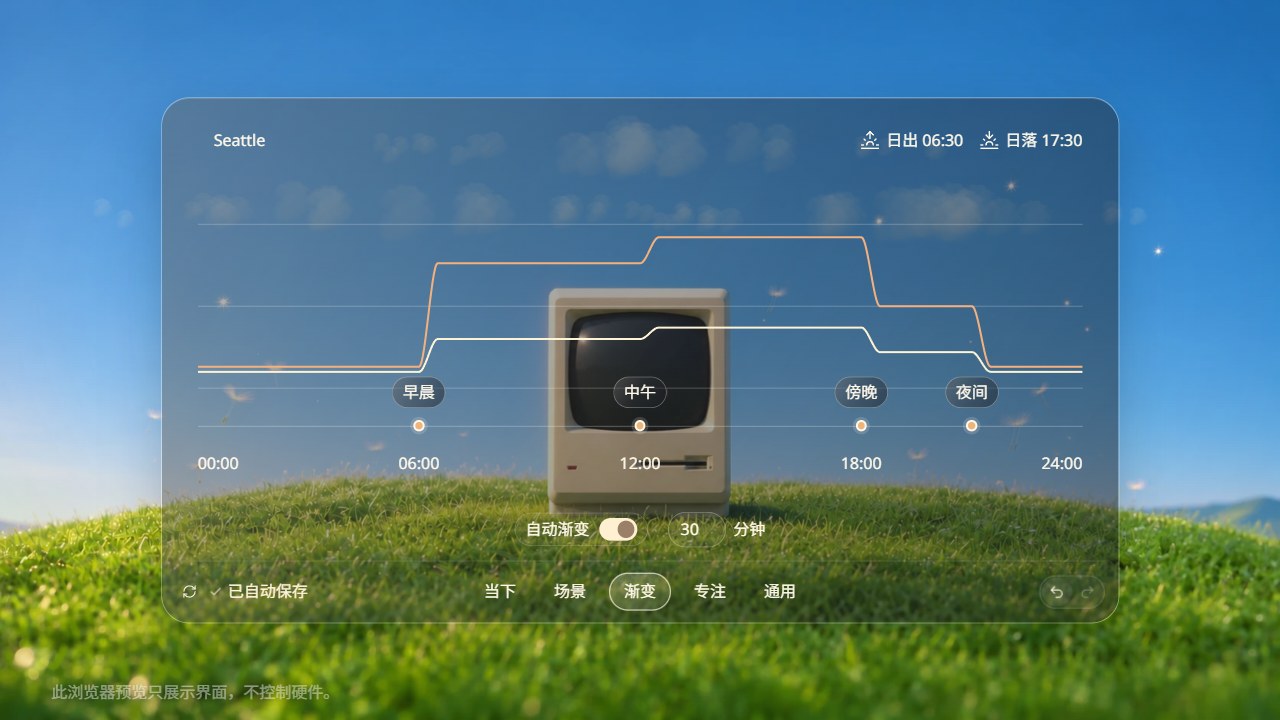 Seattle
日出 06:30 日落 17:30
早晨 中午 傍晚 夜间
00:00 06:00 12:00 18:00 24:00
自动渐变 30 分钟
已自动保存 当下 场景 渐变 专注 通用
此浏览器预览只展示界面，不控制硬件。